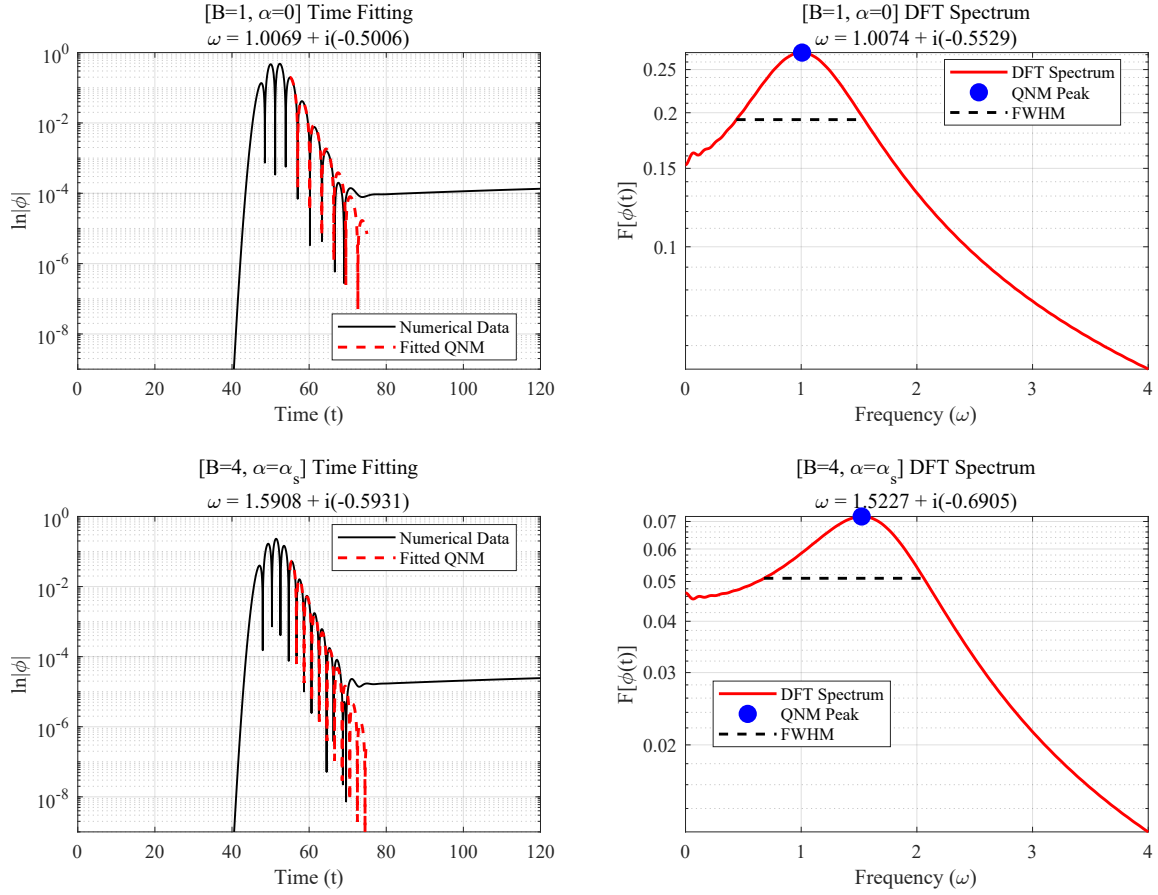 [B=1, α=0] Time Fitting
ω = 1.0069 + i(-0.5006)
10^0
10^-2
10^-4
10^-6
10^-8
ln|ϕ|
Numerical Data
Fitted QNM
0 20 40 60 80 100 120
Time (t)
[B=1, α=0] DFT Spectrum
ω = 1.0074 + i(-0.5529)
0.25
0.2
0.15
0.1
F[ϕ(t)]
DFT Spectrum
QNM Peak
FWHM
0 1 2 3 4
Frequency (ω)
[B=4, α=α_s] Time Fitting
ω = 1.5908 + i(-0.5931)
10^0
10^-2
10^-4
10^-6
10^-8
ln|ϕ|
Numerical Data
Fitted QNM
0 20 40 60 80 100 120
Time (t)
[B=4, α=α_s] DFT Spectrum
ω = 1.5227 + i(-0.6905)
0.07
0.06
0.05
0.04
0.03
0.02
F[ϕ(t)]
DFT Spectrum
QNM Peak
FWHM
0 1 2 3 4
Frequency (ω)